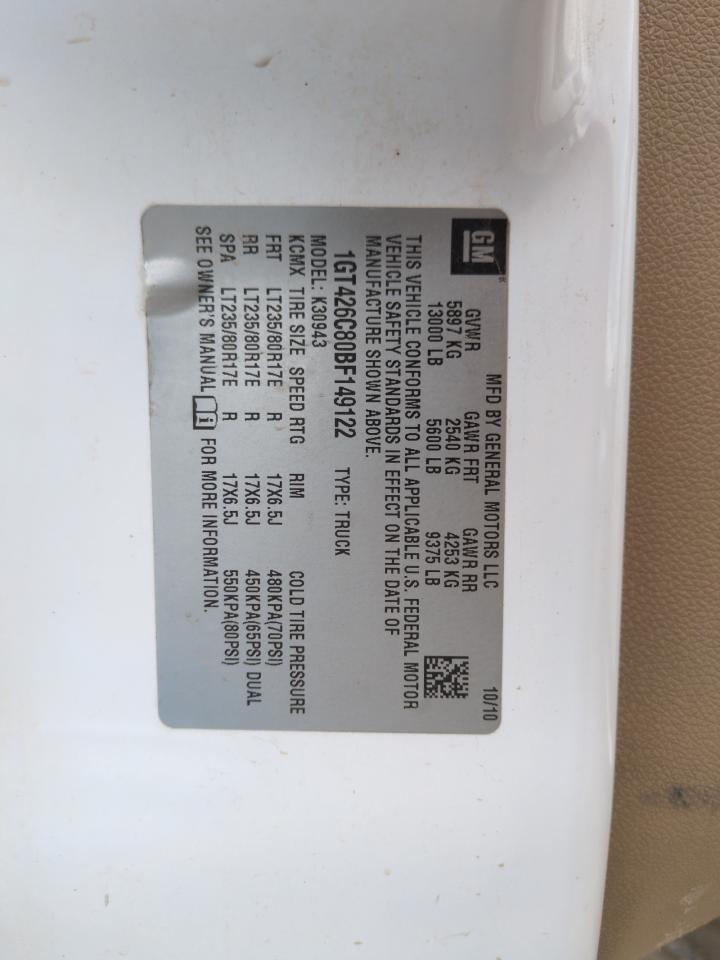 GM
MFD BY GENERAL MOTORS LLC 10/10
GVWR GAWR FRT GAWR RR
5897 KG 2540 KG 4253 KG
13000 LB 5600 LB 9375 LB
THIS VEHICLE CONFORMS TO ALL APPLICABLE U.S. FEDERAL MOTOR
VEHICLE SAFETY STANDARDS IN EFFECT ON THE DATE OF
MANUFACTURE SHOWN ABOVE.
1GT426C80BF149122 TYPE: TRUCK
MODEL: K30943
KCMX TIRE SIZE SPEED RTG RIM COLD TIRE PRESSURE
FRT LT235/80R17E R 17X6.5J 480KPA(70PSI)
RR LT235/80R17E R 17X6.5J 450KPA(65PSI) DUAL
SPA LT235/80R17E R 17X6.5J 550KPA(80PSI)
SEE OWNER'S MANUAL i FOR MORE INFORMATION.